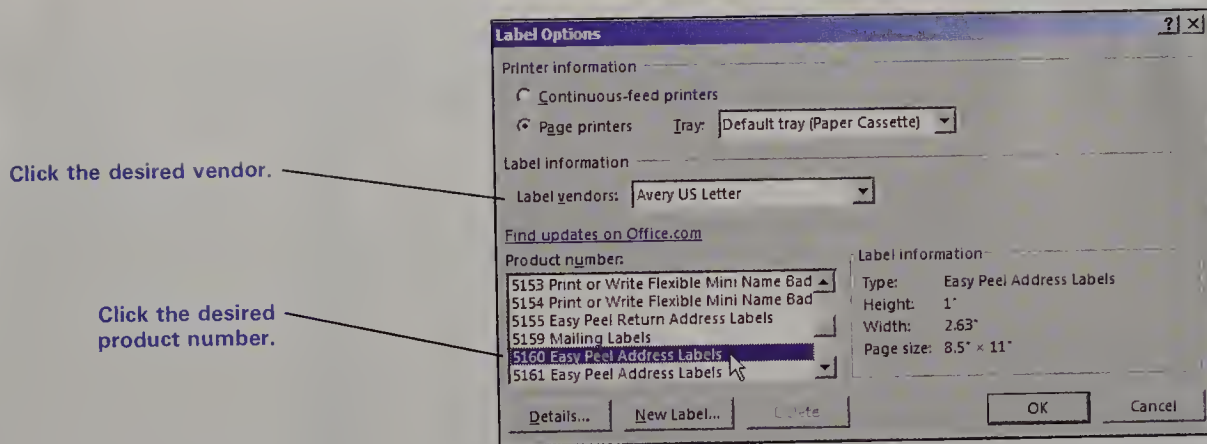 Label Options
Printer information
Continuous-feed printers
Page printers Tray: Default tray (Paper Cassette)
Label information
Click the desired vendor.
Label vendors: Avery US Letter
Find updates on Office.com
Product number:
5153 Print or Write Flexible Mini Name Bad
5154 Print or Write Flexible Mini Name Bad
5155 Easy Peel Return Address Labels
5159 Mailing Labels
5160 Easy Peel Address Labels
5161 Easy Peel Address Labels
Click the desired
product number.
Label information
Type: Easy Peel Address Labels
Height: 1"
Width: 2.63"
Page size: 8.5" × 11"
Details... New Label... Delete
OK Cancel